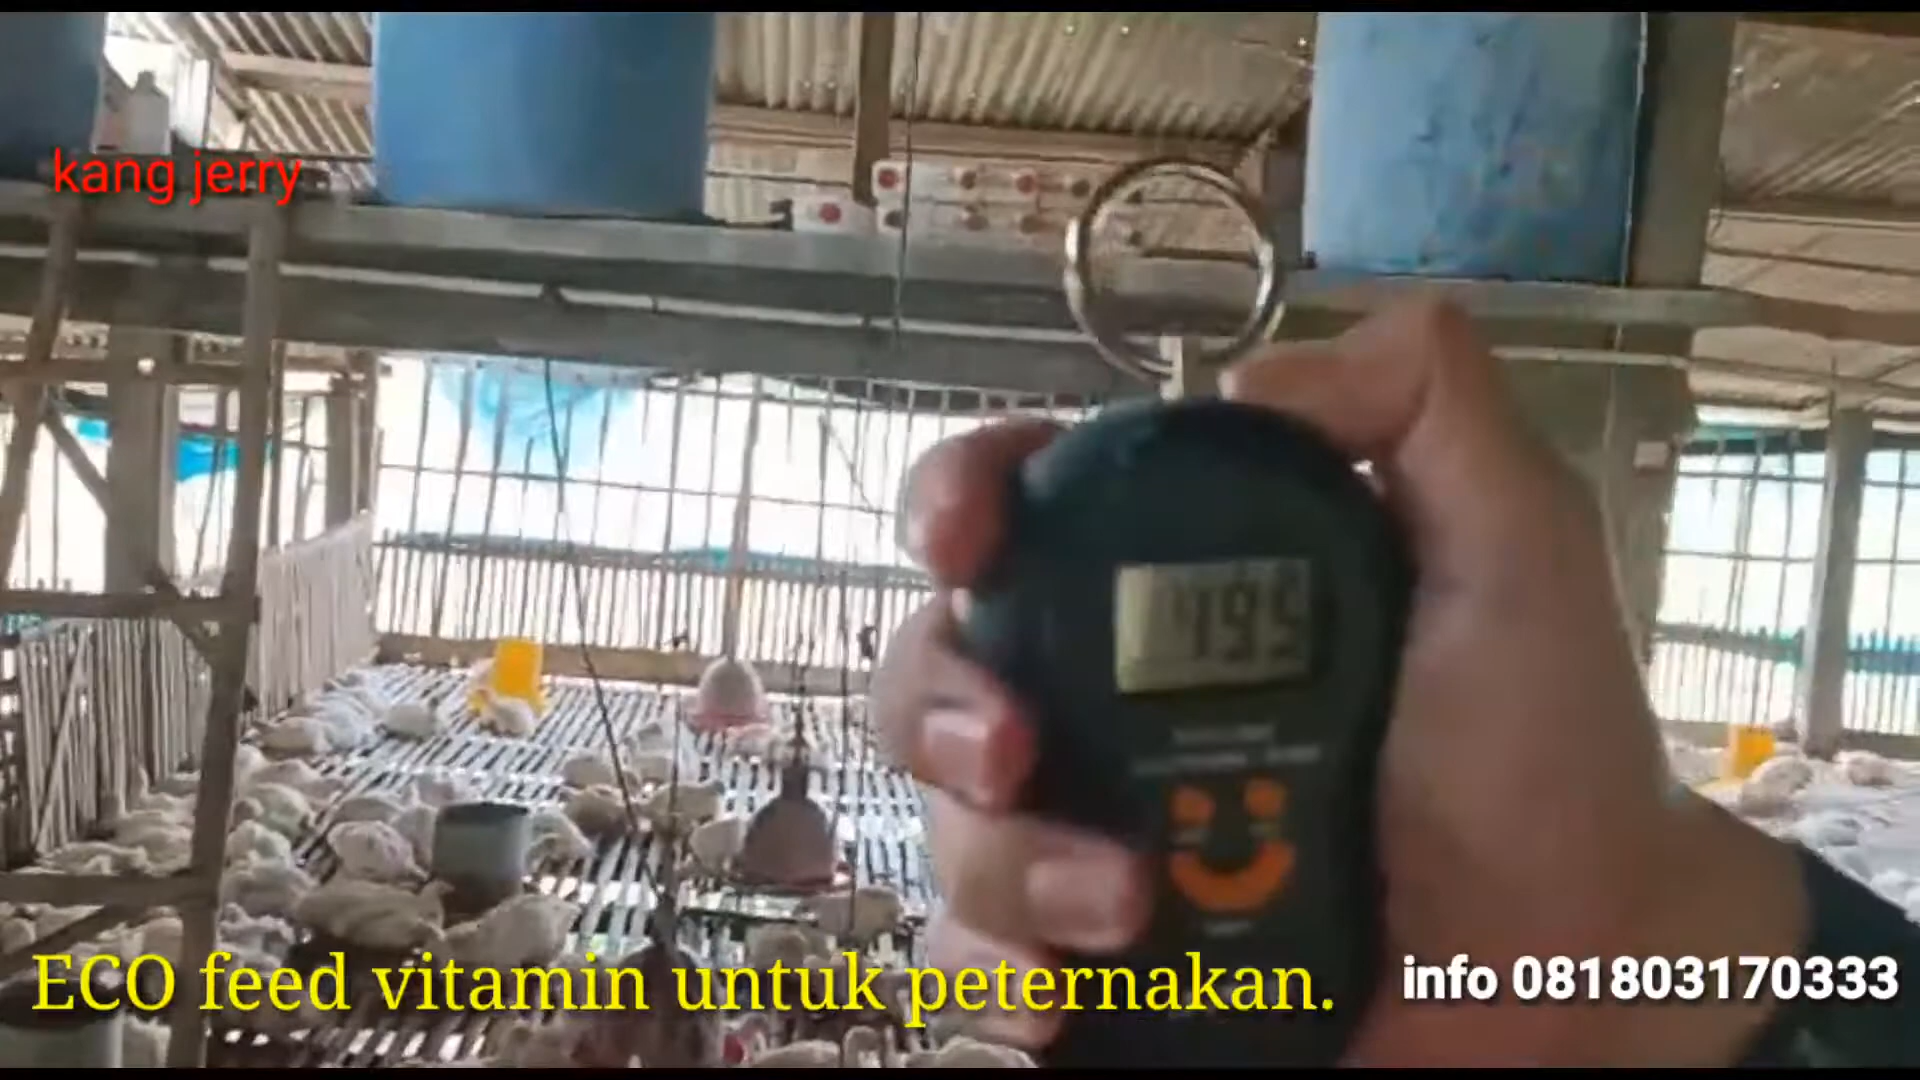 kang jerry
ECO feed vitamin untuk peternakan.
info 081803170333